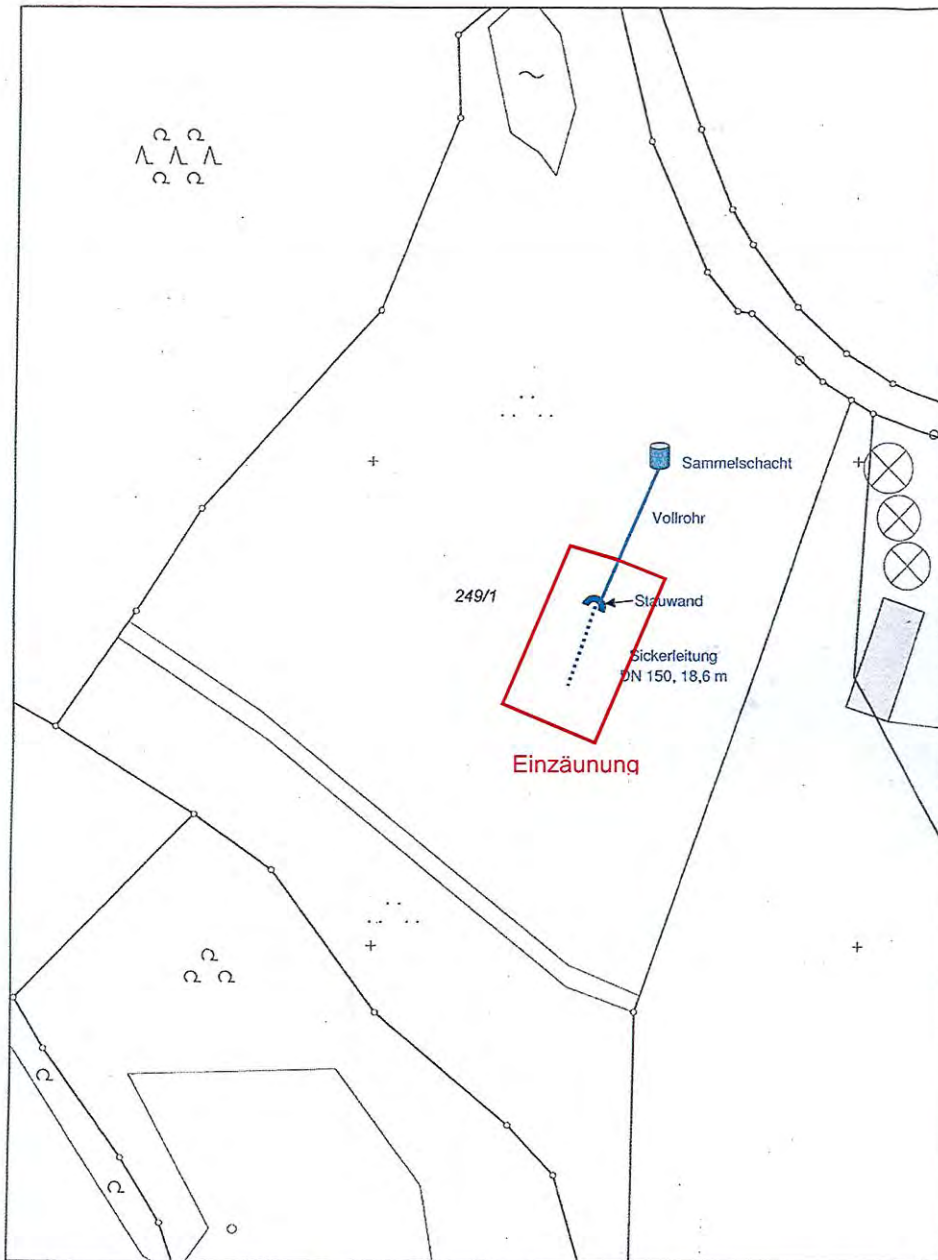 Sammelschacht
Vollrohr
249/1
Stauwand
Sickerleitung
DN 150, 18,6 m
Einzäunung